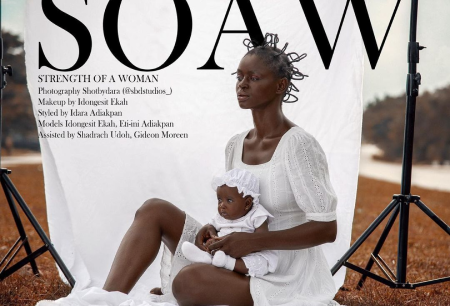 SOAW
STRENGTH OF A WOMAN
Photography Shotbydara (@sbdstudios_)
Makeup by Idongesit Ekah
Styled by Idara Adiakpan
Models Idongesit Ekah, Eti-ini Adiakpan
Assisted by Shadrach Udoh, Gideon Moreen